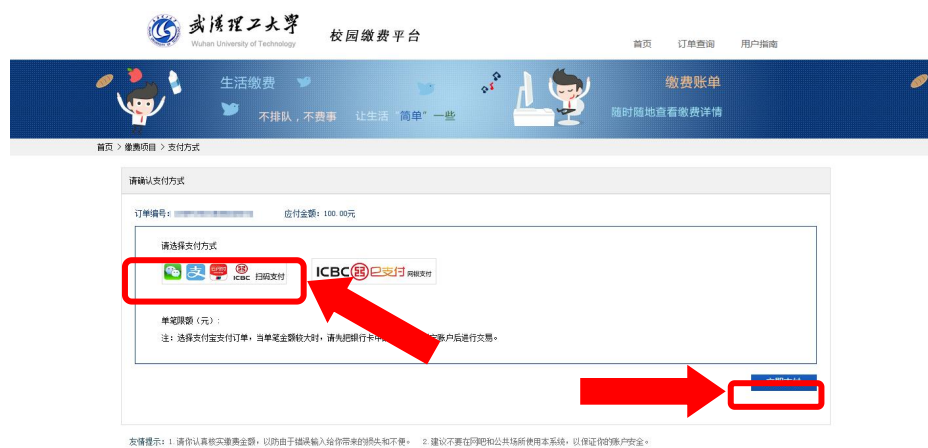 武汉理工大学
Wuhan University of Technology
校园缴费平台
首页 订单查询 用户指南
生活缴费
不排队，不费事 让生活"简单"一些
缴费账单
随时随地查看缴费详情
首页 > 缴费项目 > 支付方式
请确认支付方式
订单编号： 应付金额：100.00元
请选择支付方式
ICBC 扫码支付
ICBC e支付 网银支付
单笔限额（元）：
注：选择支付宝支付订单，当单笔金额较大时，请先把银行卡中 账户后进行交易。
友情提示：1.请你认真核实缴费金额，以防由于错误输入给你带来的损失和不便。 2.建议不要在网吧和公共场所使用本系统，以保证你的账户安全。